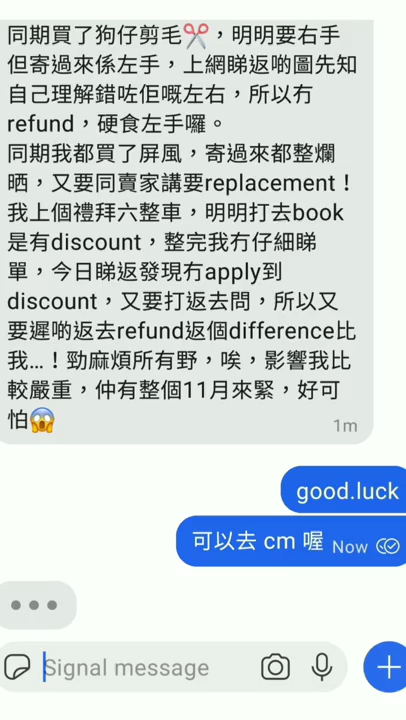 同期買了狗仔剪毛✂️，明明要右手
但寄過來係左手，上網睇返啲圖先知
自己理解錯咗佢嘅左右，所以冇
refund，硬食左手囉。
同期我都買了屏風，寄過來都整爛
晒，又要同賣家講要replacement！
我上個禮拜六整車，明明打去book
是有discount，整完我冇仔細睇
單，今日睇返發現冇apply到
discount，又要打返去問，所以又
要遲啲返去refund返個difference比
我…！勁麻煩所有野，唉，影響我比
較嚴重，仲有整個11月來緊，好可
怕😱
1m
good.luck
可以去 cm 喔
Now
Signal message